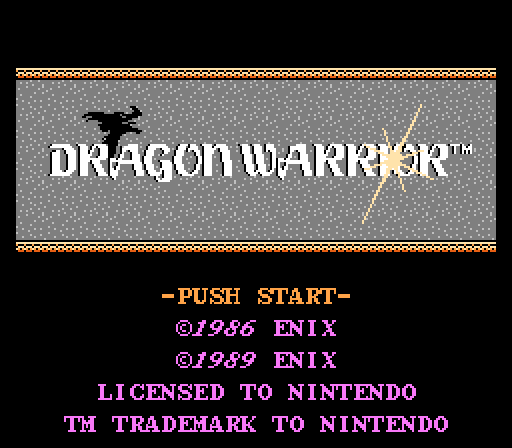 DRAGON WARRIOR™
-PUSH START-
©1986 ENIX
©1989 ENIX
LICENSED TO NINTENDO
TM TRADEMARK TO NINTENDO